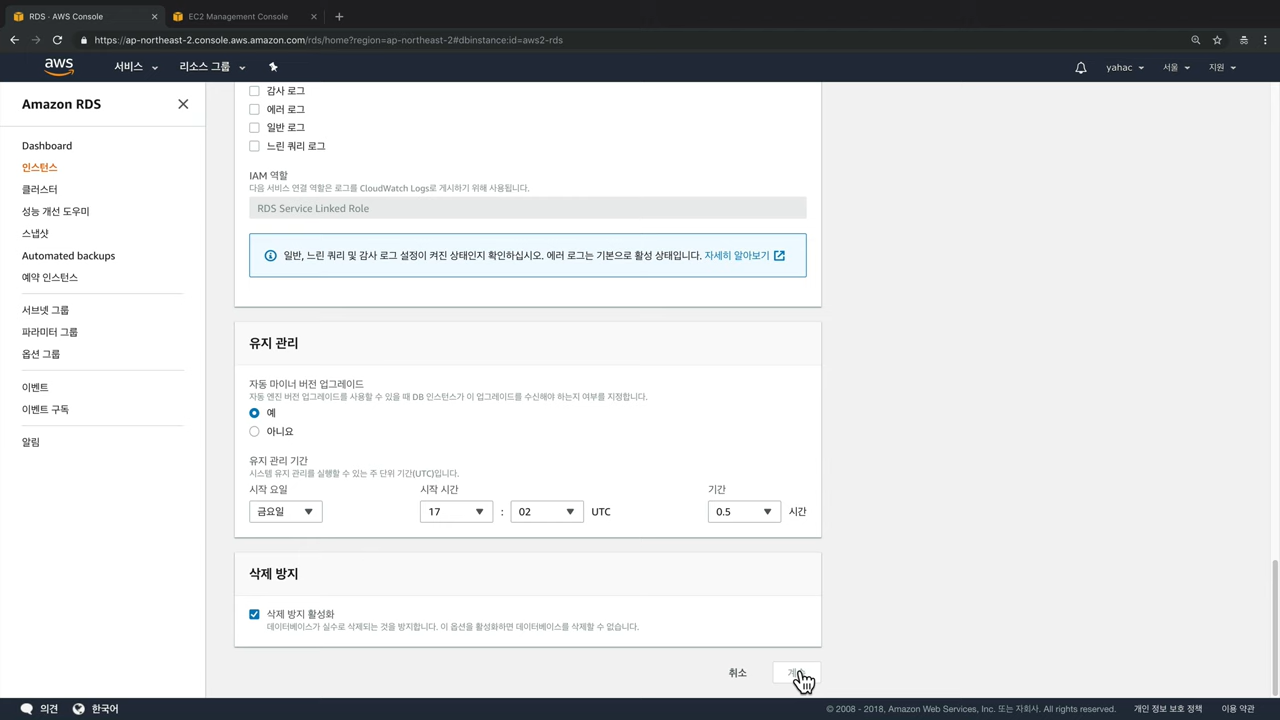 RDS · AWS Console
EC2 Management Console
https://ap-northeast-2.console.aws.amazon.com/rds/home?region=ap-northeast-2#dbinstance:id=aws2-rds
aws
서비스
리소스 그룹
yahac
서울
지원
Amazon RDS
Dashboard
인스턴스
클러스터
성능 개선 도우미
스냅샷
Automated backups
예약 인스턴스
서브넷 그룹
파라미터 그룹
옵션 그룹
이벤트
이벤트 구독
알림
감사 로그
에러 로그
일반 로그
느린 쿼리 로그
IAM 역할
다음 서비스 연결 역할은 로그를 CloudWatch Logs로 게시하기 위해 사용됩니다.
RDS Service Linked Role
일반, 느린 쿼리 및 감사 로그 설정이 켜진 상태인지 확인하십시오. 에러 로그는 기본으로 활성 상태입니다. 자세히 알아보기
유지 관리
자동 마이너 버전 업그레이드
자동 엔진 버전 업그레이드를 사용할 수 있을 때 DB 인스턴스가 이 업그레이드를 수신해야 하는지 여부를 지정합니다.
예
아니요
유지 관리 기간
시스템 유지 관리를 실행할 수 있는 주 단위 기간(UTC)입니다.
시작 요일 시작 시간 기간
금요일 17 : 02 UTC 0.5 시간
삭제 방지
삭제 방지 활성화
데이터베이스가 실수로 삭제되는 것을 방지합니다. 이 옵션을 활성화하면 데이터베이스를 삭제할 수 없습니다.
취소
의견 한국어
© 2008 - 2018, Amazon Web Services, Inc. 또는 자회사. All rights reserved. 개인 정보 보호 정책 이용 약관